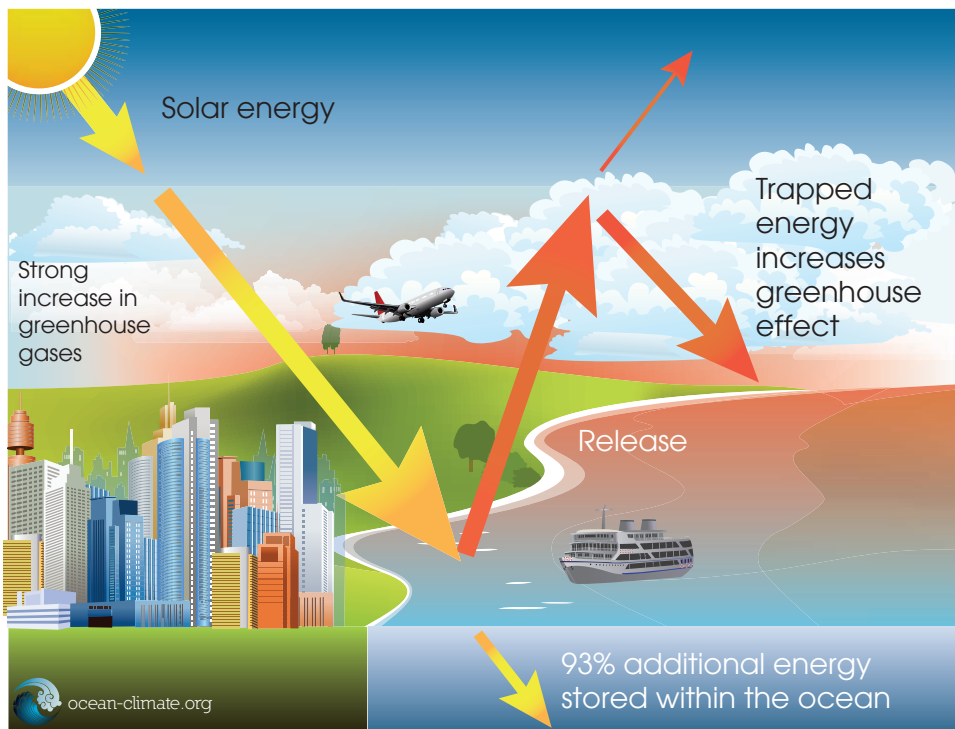 Solar energy
Strong
increase in
greenhouse
gases
Trapped
energy
increases
greenhouse
effect
Release
93% additional energy
stored within the ocean
ocean-climate.org